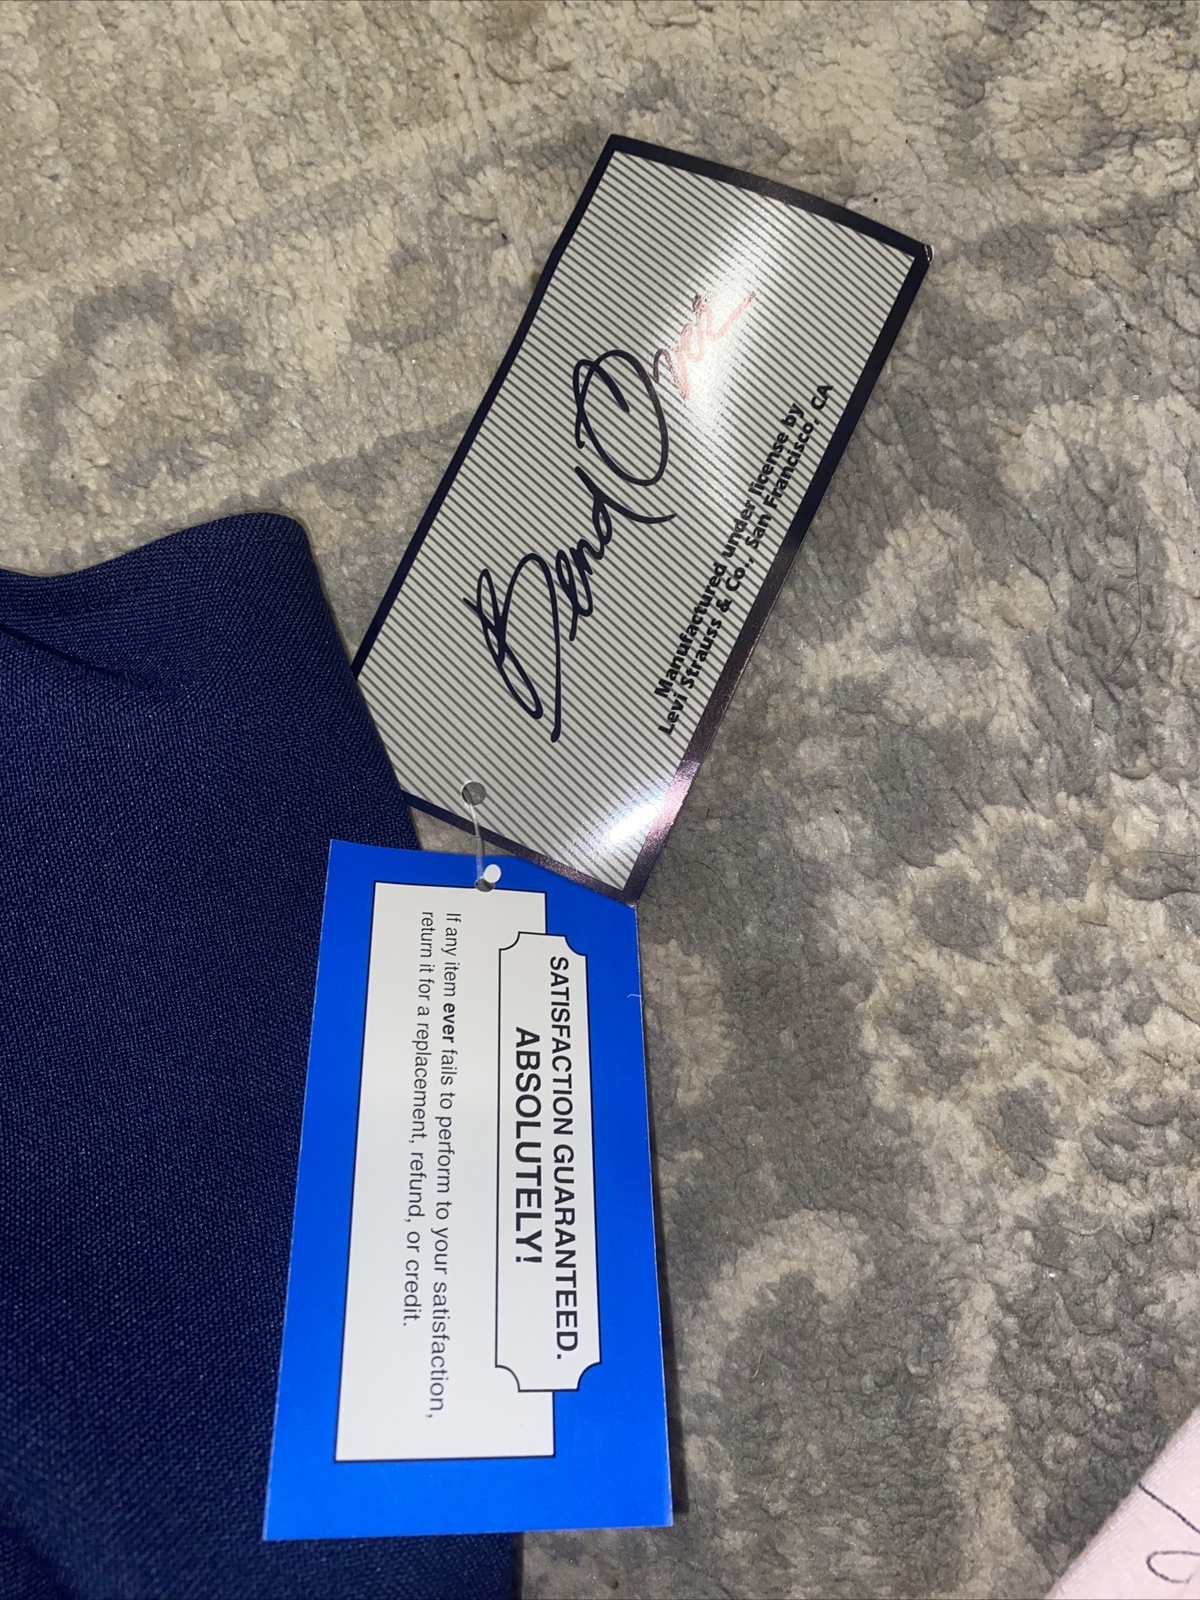 Manufactured under license by
Levi Strauss & Co., San Francisco, CA
SATISFACTION GUARANTEED.
ABSOLUTELY!
If any item ever fails to perform to your satisfaction,
return it for a replacement, refund, or credit.